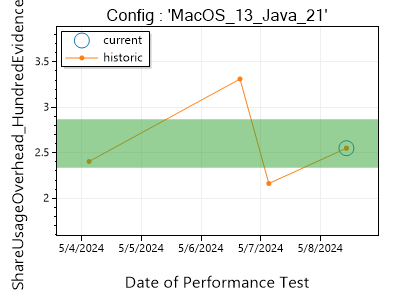 Config : 'MacOS_13_Java_21'
current
historic
ShareUsageOverhead_HundredEvidence
3.5
3
2.5
2
5/4/2024
5/5/2024
5/6/2024
5/7/2024
5/8/2024
Date of Performance Test